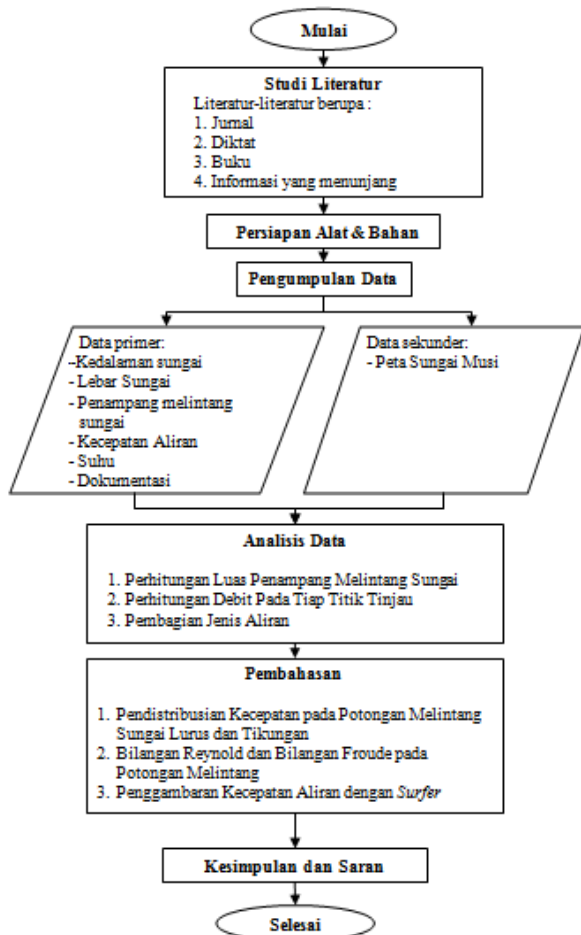 Mulai
Studi Literatur
Literatur-literatur berupa :
1. Jurnal
2. Diktat
3. Buku
4. Informasi yang menunjang
Persiapan Alat & Bahan
Pengumpulan Data
Data primer:
-Kedalaman sungai
- Lebar Sungai
- Penampang melintang
sungai
- Kecepatan Aliran
- Suhu
- Dokumentasi
Data sekunder:
- Peta Sungai Musi
Analisis Data
1. Perhitungan Luas Penampang Melintang Sungai
2. Perhitungan Debit Pada Tiap Titik Tinjau
3. Pembagian Jenis Aliran
Pembahasan
1. Pendistribusian Kecepatan pada Potongan Melintang
Sungai Lurus dan Tikungan
2. Bilangan Reynold dan Bilangan Froude pada
Potongan Melintang
3. Penggambaran Kecepatan Aliran dengan Surfer
Kesimpulan dan Saran
Selesai